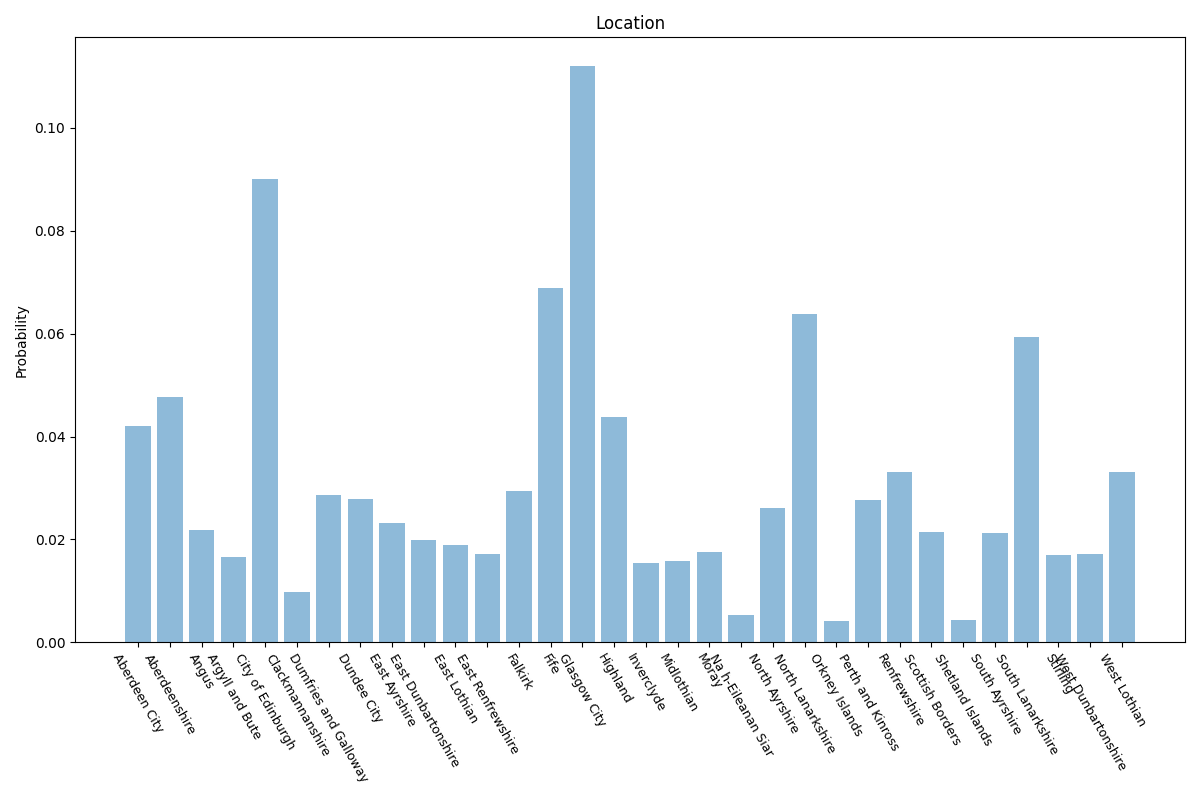 Location
Probability
0.10
0.08
0.06
0.04
0.02
0.00
Aberdeen City
Aberdeenshire
Angus
Argyll and Bute
City of Edinburgh
Clackmannanshire
Dumfries and Galloway
Dundee City
East Ayrshire
East Dunbartonshire
East Lothian
East Renfrewshire
Falkirk
Fife
Glasgow City
Highland
Inverclyde
Midlothian
Moray
Na h-Eileanan Siar
North Ayrshire
North Lanarkshire
Orkney Islands
Perth and Kinross
Renfrewshire
Scottish Borders
Shetland Islands
South Ayrshire
South Lanarkshire
Stirling
West Dunbartonshire
West Lothian